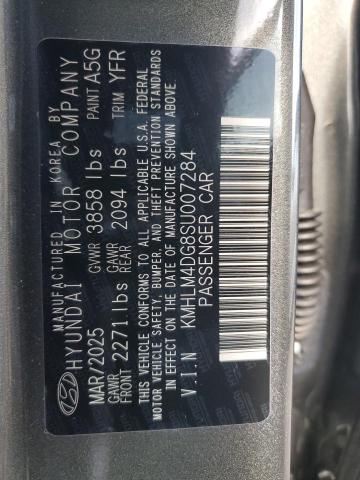 MANUFACTURED IN KOREA BY
HYUNDAI MOTOR COMPANY
MAR/2025 GVWR 3858 lbs PAINT A5G
GAWR FRONT 2271lbs GAWR REAR 2094 lbs TRIM YFR
THIS VEHICLE CONFORMS TO ALL APPLICABLE U.S.A. FEDERAL
MOTOR VEHICLE SAFETY, BUMPER, AND THEFT PREVENTION STANDARDS
IN EFFECT ON THE DATE OF MANUFACTURE SHOWN ABOVE.
V.I.N KMHLM4DG8SU007284
PASSENGER CAR